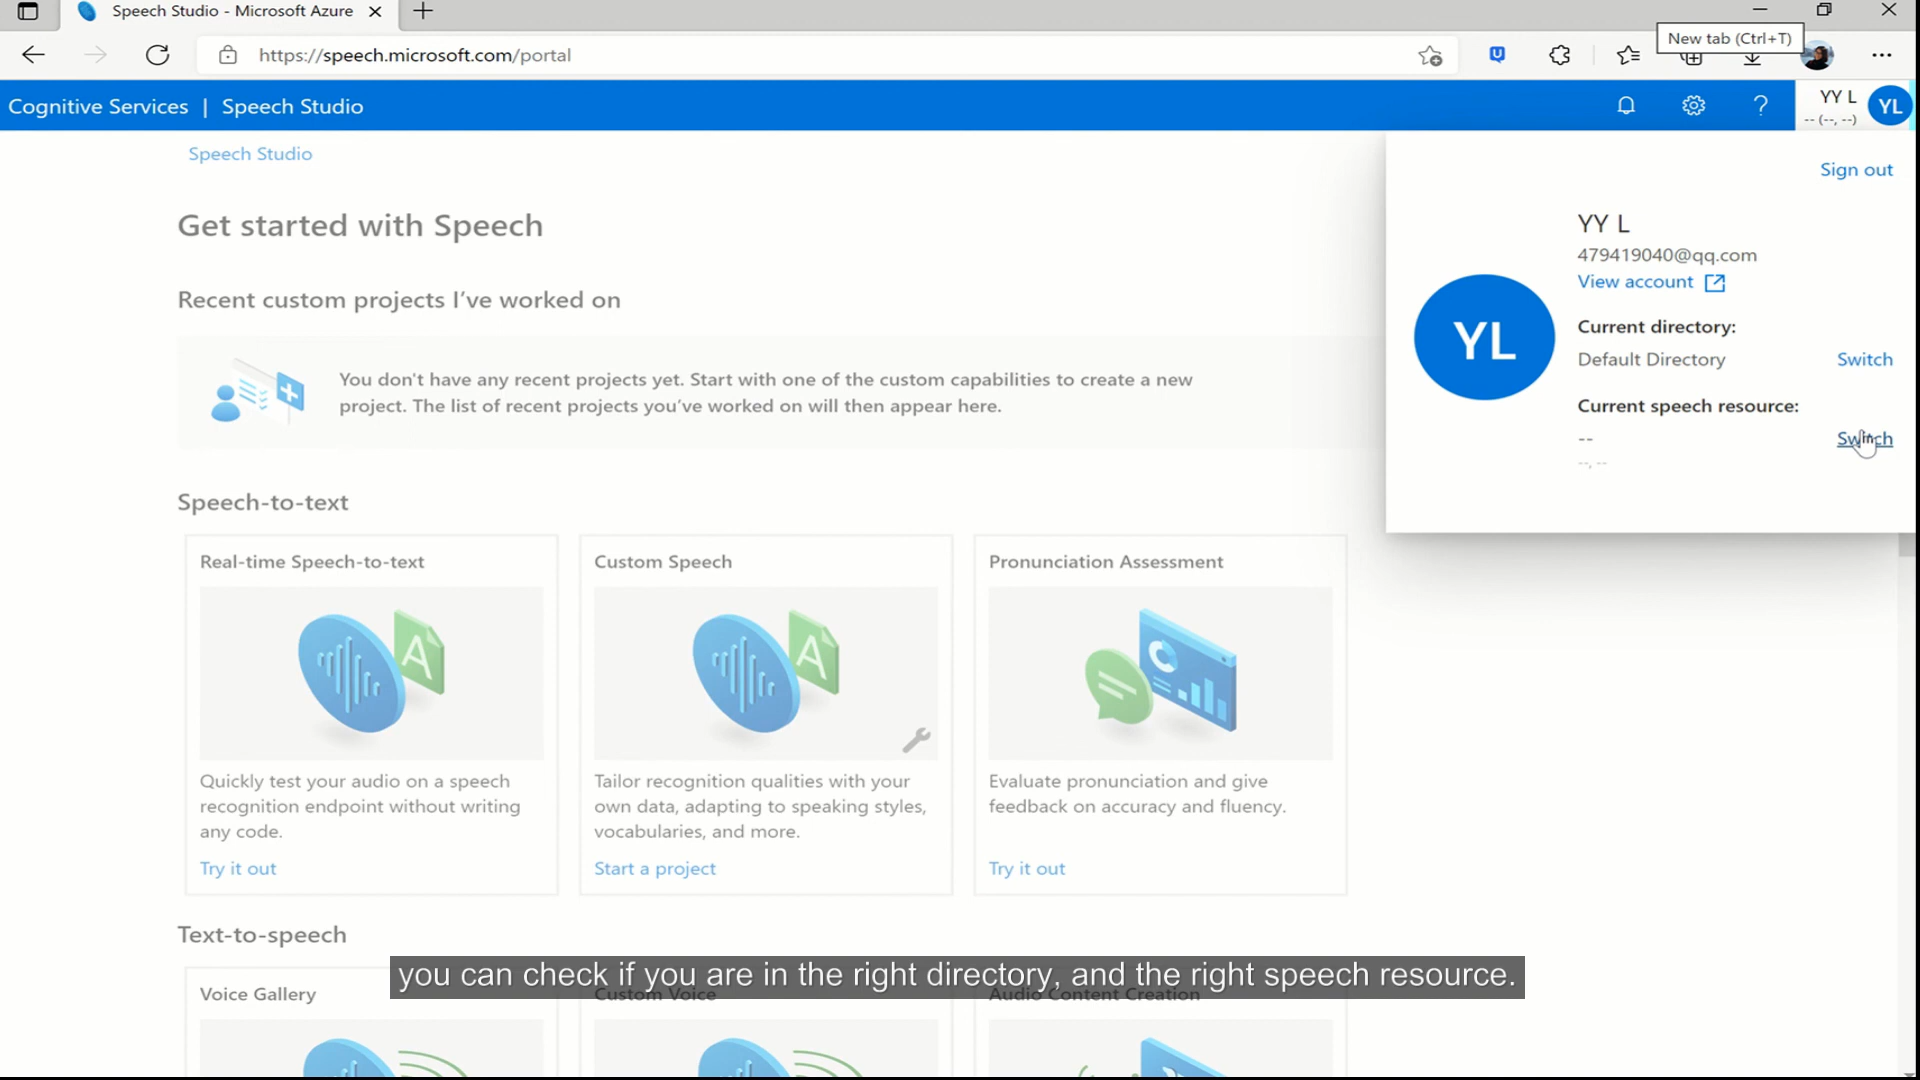 Speech Studio - Microsoft Azure
New tab (Ctrl+T)
https://speech.microsoft.com/portal
Cognitive Services | Speech Studio
YY L
-- (--, --)
YL
Speech Studio
Sign out
Get started with Speech
YY L
479419040@qq.com
View account
YL
Current directory:
Default Directory Switch
Current speech resource:
-- Switch
--, --
Recent custom projects I've worked on
You don't have any recent projects yet. Start with one of the custom capabilities to create a new
project. The list of recent projects you've worked on will then appear here.
Speech-to-text
Real-time Speech-to-text
A
Quickly test your audio on a speech
recognition endpoint without writing
any code.
Try it out
Custom Speech
A
Tailor recognition qualities with your
own data, adapting to speaking styles,
vocabularies, and more.
Start a project
Pronunciation Assessment
Evaluate pronunciation and give
feedback on accuracy and fluency.
Try it out
Text-to-speech
Voice Gallery
Custom Voice
Audio Content Creation
you can check if you are in the right directory, and the right speech resource.